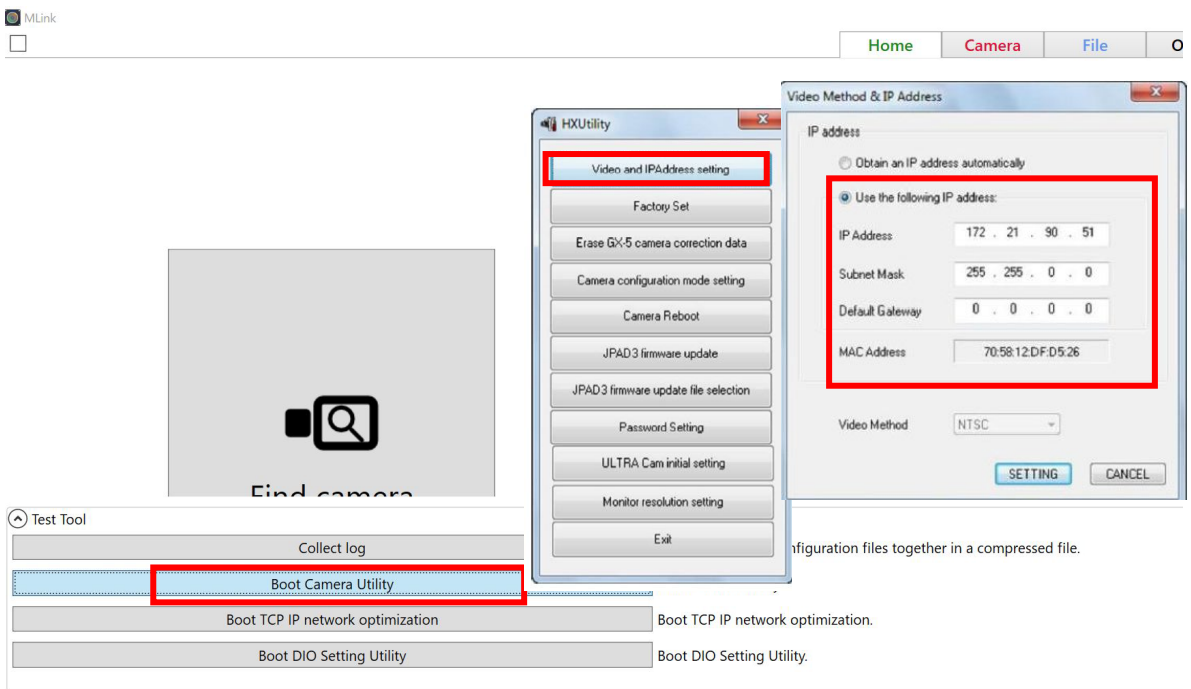 MLink
Home
Camera
File
Find camera
HXUtility
Video and IPAddress setting
Factory Set
Erase GX-5 camera correction data
Camera configuration mode setting
Camera Reboot
JPAD3 firmware update
JPAD3 firmware update file selection
Password Setting
ULTRA Cam initial setting
Monitor resolution setting
Exit
Video Method & IP Address
IP address
Obtain an IP address automatically
Use the following IP address:
IP Address 172 . 21 . 90 . 51
Subnet Mask 255 . 255 . 0 . 0
Default Gateway 0 . 0 . 0 . 0
MAC Address 70:58:12:DF:D5:26
Video Method NTSC
SETTING CANCEL
Test Tool
Collect log
files together in a compressed file.
Boot Camera Utility
Boot TCP IP network optimization Boot TCP IP network optimization.
Boot DIO Setting Utility Boot DIO Setting Utility.